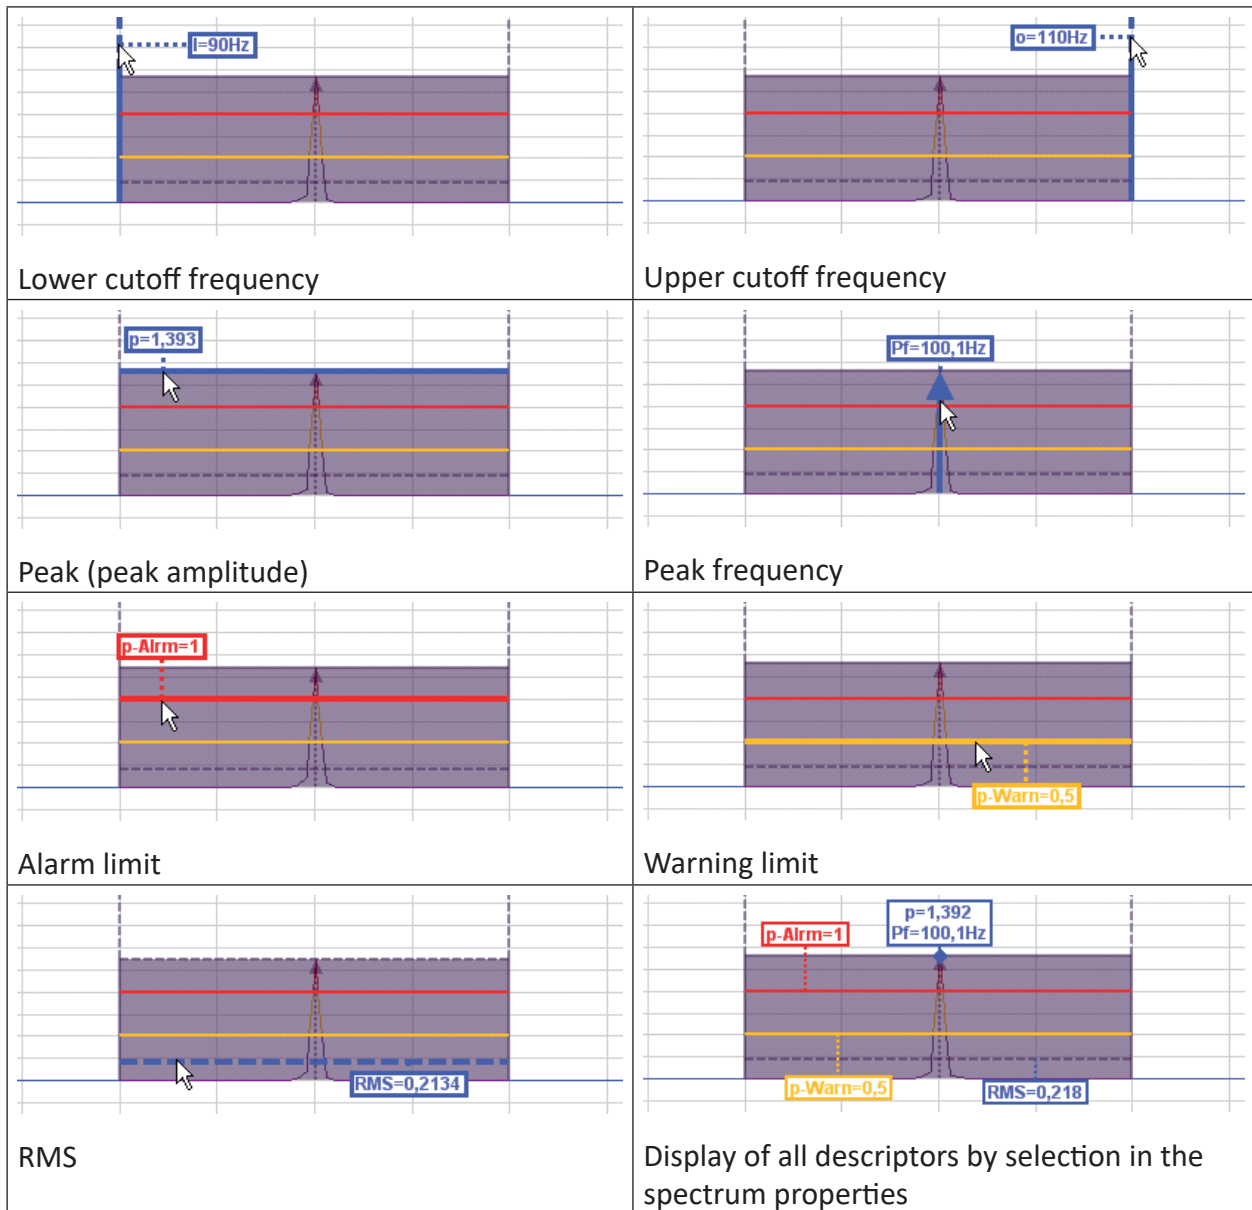 l=90Hz
Lower cutoff frequency
o=110Hz
Upper cutoff frequency
p=1,393
Peak (peak amplitude)
Pf=100,1Hz
Peak frequency
p-Alrm=1
Alarm limit
p-Warn=0,5
Warning limit
RMS=0,2134
RMS
p=1,392
Pf=100,1Hz
p-Alrm=1
p-Warn=0,5
RMS=0,218
Display of all descriptors by selection in the
spectrum properties